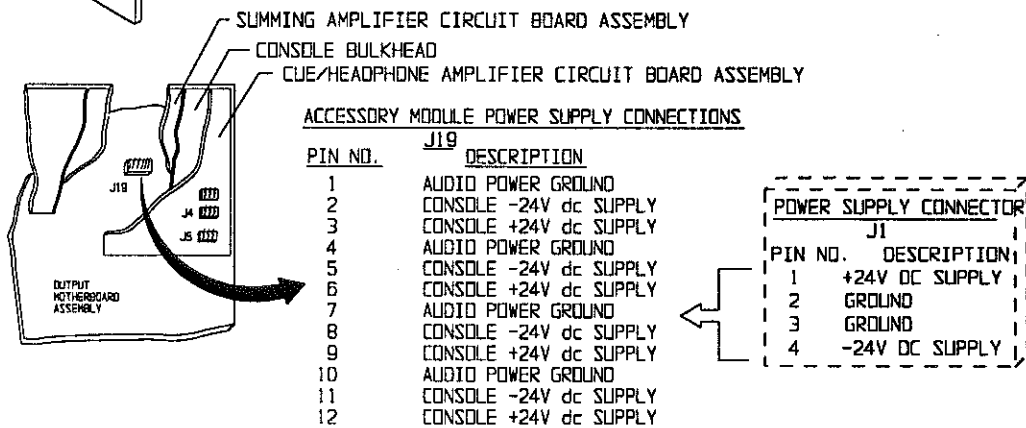 SUMMING AMPLIFIER CIRCUIT BOARD ASSEMBLY
CONSOLE BULKHEAD
CUE/HEADPHONE AMPLIFIER CIRCUIT BOARD ASSEMBLY
ACCESSORY MODULE POWER SUPPLY CONNECTIONS
J19
PIN NO. DESCRIPTION
1 AUDIO POWER GROUND
2 CONSOLE -24V dc SUPPLY
3 CONSOLE +24V dc SUPPLY
4 AUDIO POWER GROUND
5 CONSOLE -24V dc SUPPLY
6 CONSOLE +24V dc SUPPLY
7 AUDIO POWER GROUND
8 CONSOLE -24V dc SUPPLY
9 CONSOLE +24V dc SUPPLY
10 AUDIO POWER GROUND
11 CONSOLE -24V dc SUPPLY
12 CONSOLE +24V dc SUPPLY
J19
J4
J5
OUTPUT
MOTHERBOARD
ASSEMBLY
POWER SUPPLY CONNECTOR
J1
PIN NO. DESCRIPTION
1 +24V DC SUPPLY
2 GROUND
3 GROUND
4 -24V DC SUPPLY